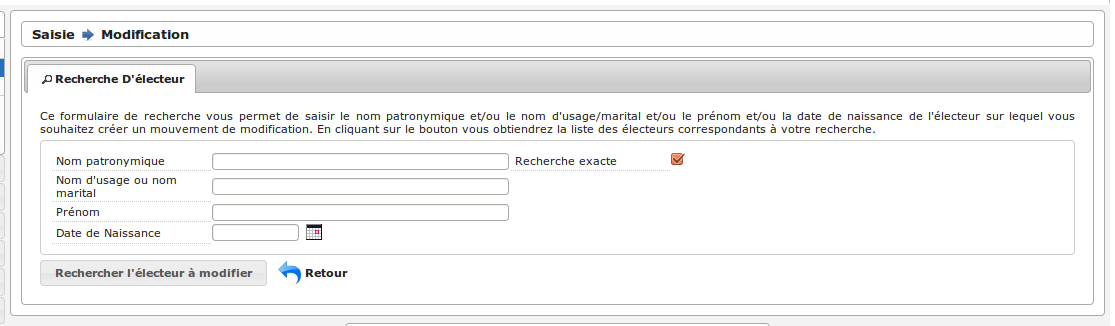 Saisie Modification
Recherche D'électeur
Ce formulaire de recherche vous permet de saisir le nom patronymique et/ou le nom d'usage/marital et/ou le prénom et/ou la date de naissance de l'électeur sur lequel vous
souhaitez créer un mouvement de modification. En cliquant sur le bouton vous obtiendrez la liste des électeurs correspondants à votre recherche.
Nom patronymique Recherche exacte
Nom d'usage ou nom
marital
Prénom
Date de Naissance
Rechercher l'électeur à modifier Retour